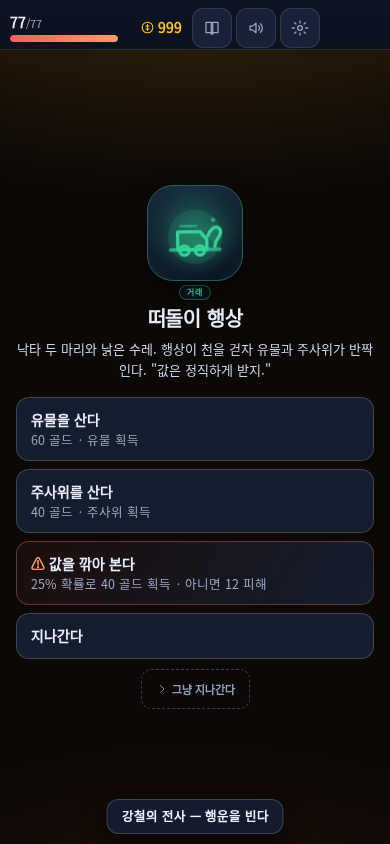 77/77
999
거래
떠돌이 행상
낙타 두 마리와 낡은 수레. 행상이 천을 걷자 유물과 주사위가 반짝
인다. "값은 정직하게 받지."
유물을 산다
60 골드 · 유물 획득
주사위를 산다
40 골드 · 주사위 획득
값을 깎아 본다
25% 확률로 40 골드 획득 · 아니면 12 피해
지나간다
그냥 지나간다
강철의 전사 — 행운을 빈다